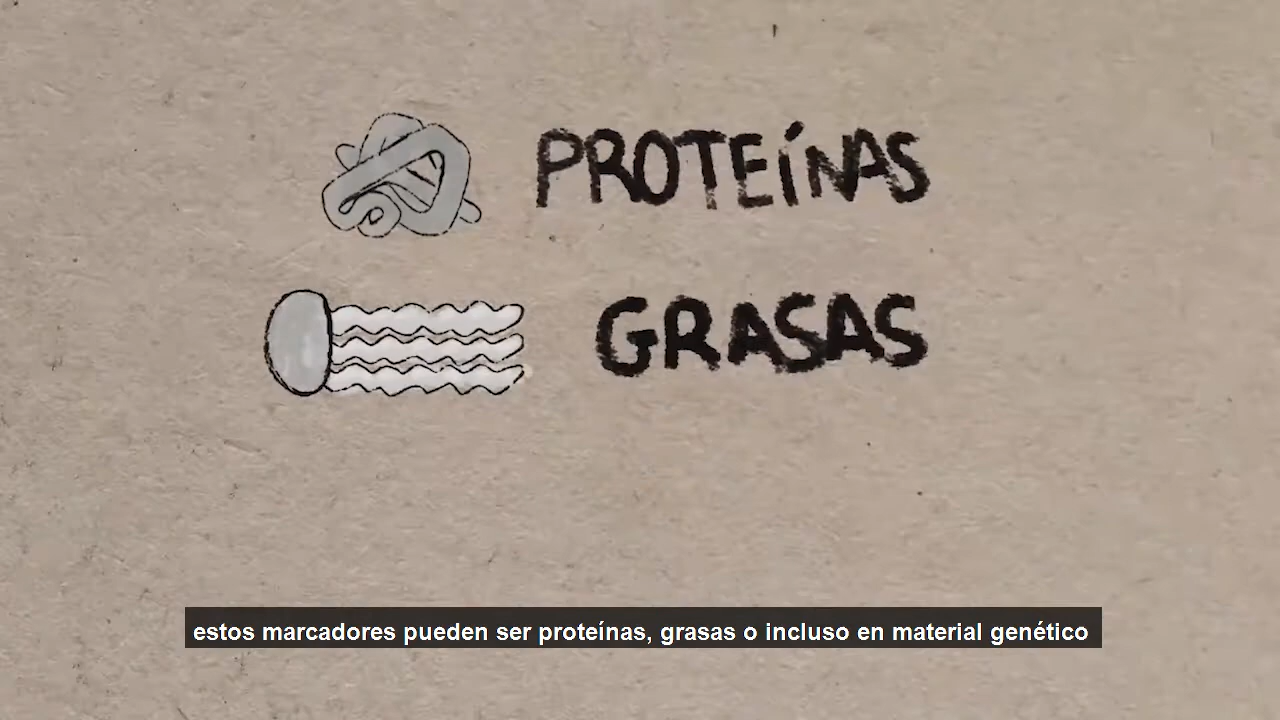 PROTEÍNAS
GRASAS
estos marcadores pueden ser proteínas, grasas o incluso en material genético